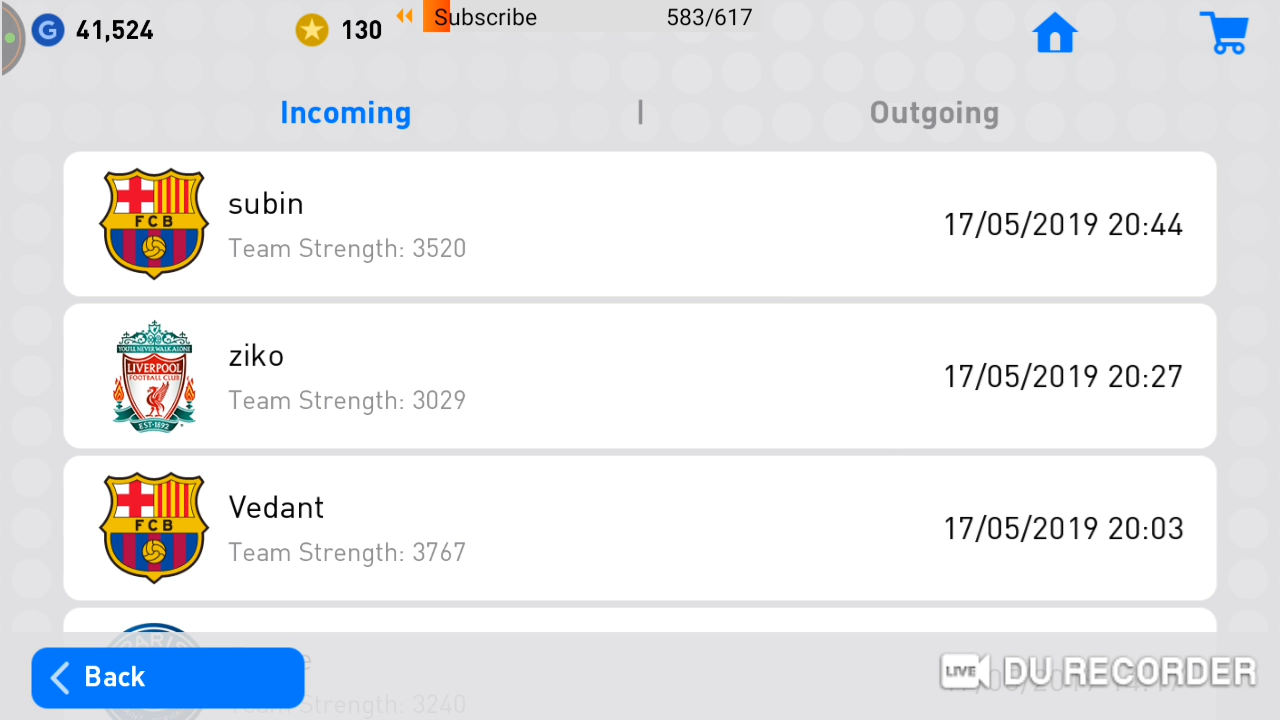 G 41,524 130 Subscribe 583/617
Incoming | Outgoing
FCB
subin
Team Strength: 3520
17/05/2019 20:44
YOU'LL NEVER WALK ALONE
LIVERPOOL
FOOTBALL CLUB
EST·1892
ziko
Team Strength: 3029
17/05/2019 20:27
FCB
Vedant
Team Strength: 3767
17/05/2019 20:03
PARIS
Team Strength: 3240
Back
LIVE DU RECORDER